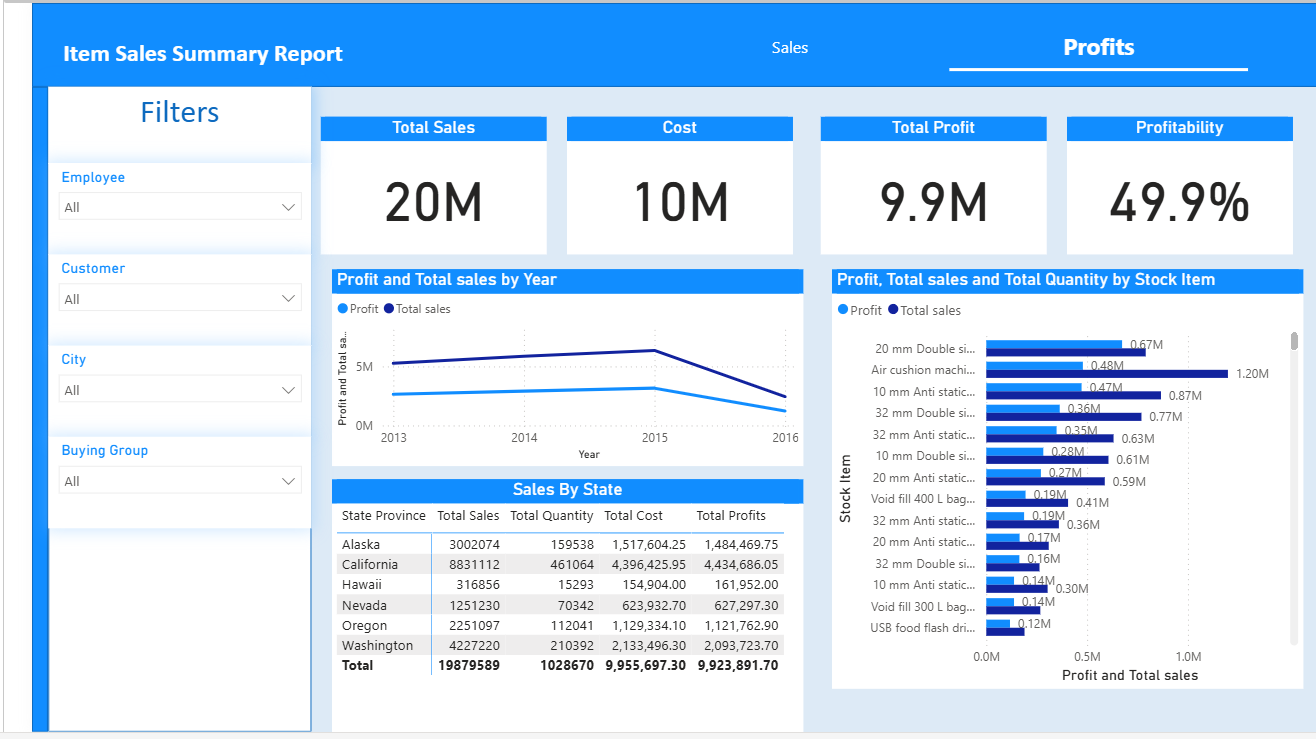 Item Sales Summary Report
Sales
Profits
Filters
Employee
All
Customer
All
City
All
Buying Group
All
Total Sales
20M
Cost
10M
Total Profit
9.9M
Profitability
49.9%
Profit and Total sales by Year
Profit Total sales
Profit and Total sa...
5M
0M
2013 2014 2015 2016
Year
Sales By State
State Province Total Sales Total Quantity Total Cost Total Profits
Alaska 3002074 159538 1,517,604.25 1,484,469.75
California 8831112 461064 4,396,425.95 4,434,686.05
Hawaii 316856 15293 154,904.00 161,952.00
Nevada 1251230 70342 623,932.70 627,297.30
Oregon 2251097 112041 1,129,334.10 1,121,762.90
Washington 4227220 210392 2,133,496.30 2,093,723.70
Total 19879589 1028670 9,955,697.30 9,923,891.70
Profit, Total sales and Total Quantity by Stock Item
Profit Total sales
Stock Item
20 mm Double si... 0.67M
Air cushion machi... 0.48M 1.20M
10 mm Anti static... 0.47M 0.87M
32 mm Double si... 0.36M 0.77M
32 mm Anti static... 0.35M 0.63M
10 mm Double si... 0.28M 0.61M
20 mm Anti static... 0.27M 0.59M
Void fill 400 L bag... 0.19M 0.41M
32 mm Anti static... 0.19M 0.36M
20 mm Anti static... 0.17M
32 mm Double si... 0.16M
10 mm Anti static... 0.14M 0.30M
Void fill 300 L bag... 0.14M
USB food flash dri... 0.12M
0.0M 0.5M 1.0M
Profit and Total sales